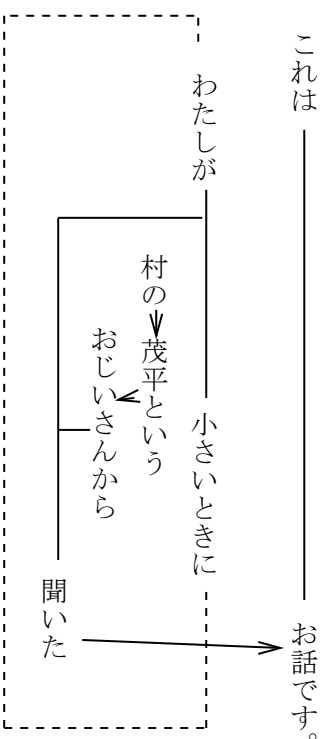 これは
お話です。
わたしが
小さいときに
村の
茂平という
おじいさんから
聞いた